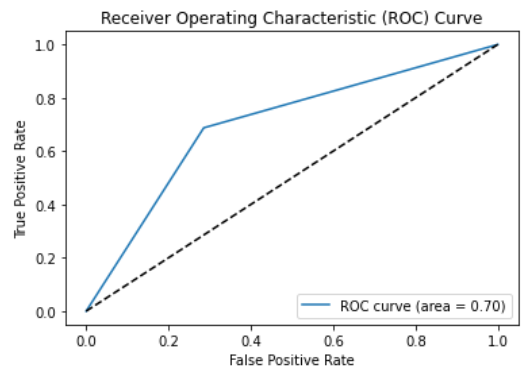 Receiver Operating Characteristic (ROC) Curve
1.0
0.8
0.6
0.4
0.2
0.0
True Positive Rate
ROC curve (area = 0.70)
0.0 0.2 0.4 0.6 0.8 1.0
False Positive Rate